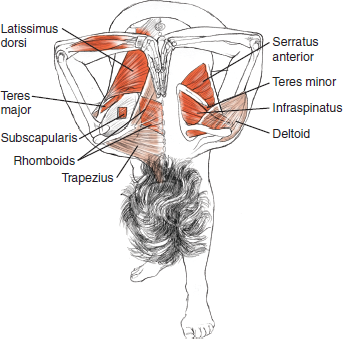 Latissimus
dorsi
Teres
major
Subscapularis
Rhomboids
Trapezius
Serratus
anterior
Teres minor
Infraspinatus
Deltoid